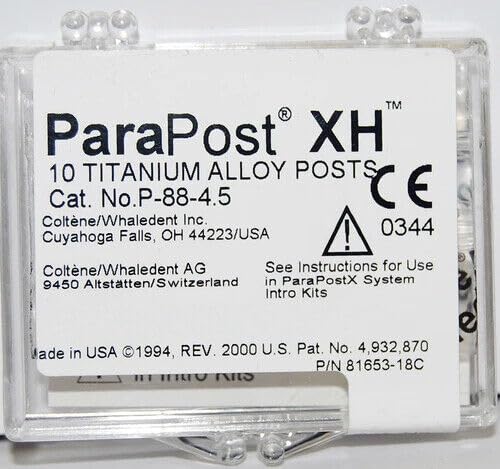 ParaPost® XH™
10 TITANIUM ALLOY POSTS
Cat. No.P-88-4.5
Coltène/Whaledent Inc.
Cuyahoga Falls, OH 44223/USA
CE
0344
Coltène/Whaledent AG
9450 Altstätten/Switzerland
See Instructions for Use
in ParaPostX System
Intro Kits
Made in USA ©1994, REV. 2000 U.S. Pat. No. 4,932,870
P/N 81653-18C
in Intro Kits